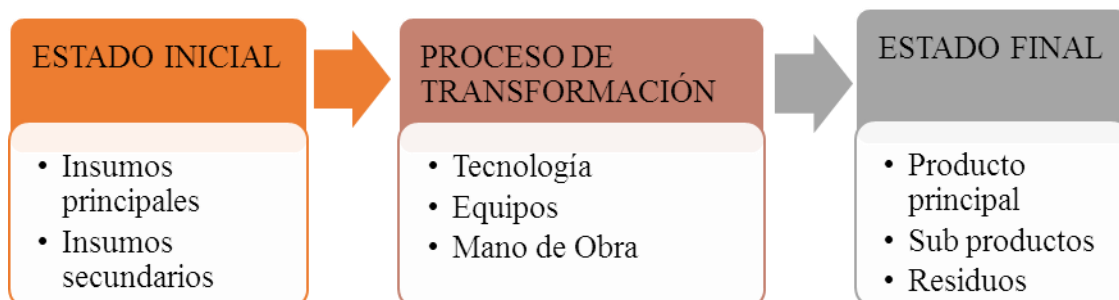 ESTADO INICIAL
• Insumos
principales
• Insumos
secundarios
PROCESO DE
TRANSFORMACIÓN
• Tecnología
• Equipos
• Mano de Obra
ESTADO FINAL
• Producto
principal
• Sub productos
• Residuos